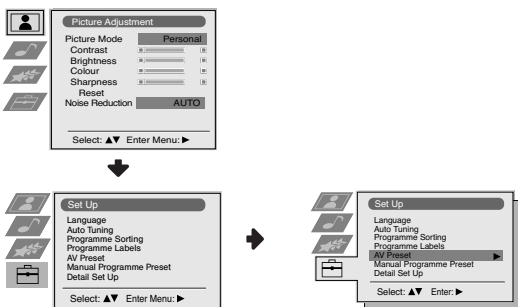 Picture Adjustment
Picture Mode Personal
Contrast
Brightness
Colour
Sharpness
Reset
Noise Reduction AUTO
Select: ▲▼ Enter Menu: ▶
Set Up
Language
Auto Tuning
Programme Sorting
Programme Labels
AV Preset
Manual Programme Preset
Detail Set Up
Select: ▲▼ Enter Menu: ▶
Set Up
Language
Auto Tuning
Programme Sorting
Programme Labels
AV Preset ▶
Manual Programme Preset
Detail Set Up
Select: ▲▼ Enter: ▶